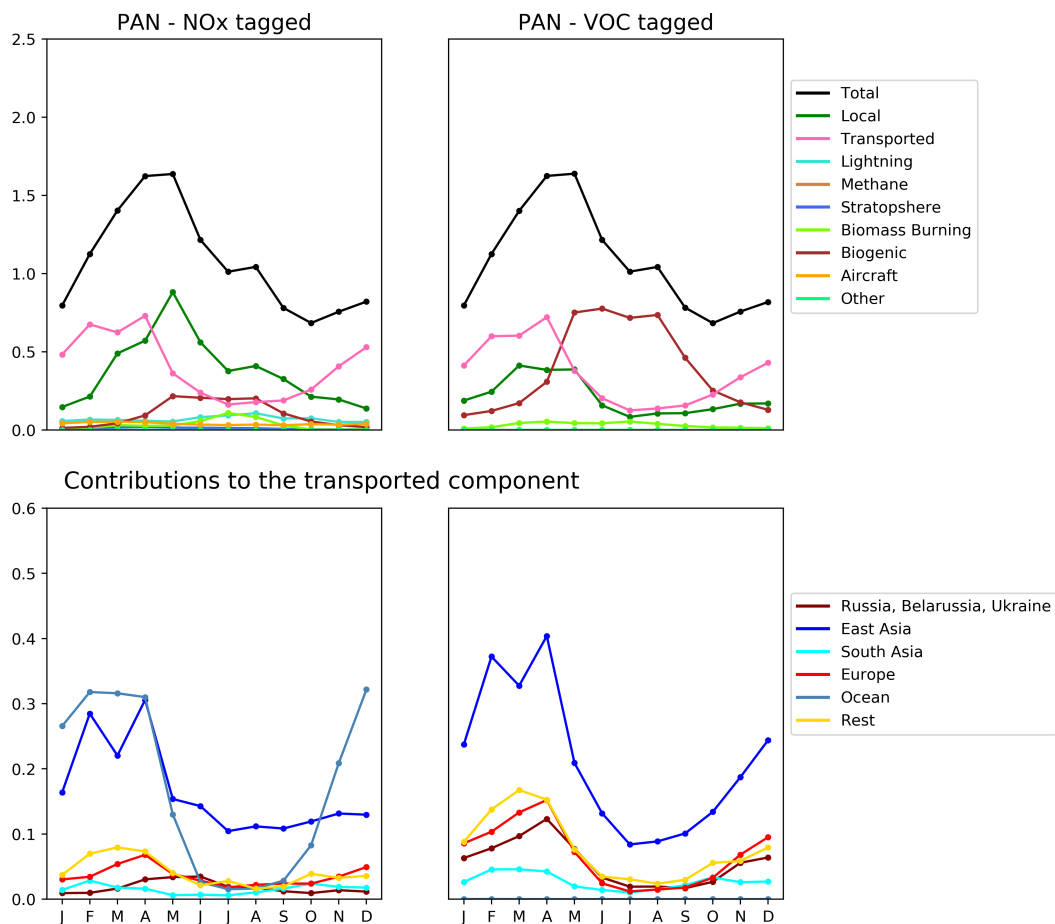 PAN - NOx tagged
PAN - VOC tagged
2.5
2.0
1.5
1.0
0.5
0.0
Total
Local
Transported
Lightning
Methane
Stratopshere
Biomass Burning
Biogenic
Aircraft
Other
Contributions to the transported component
0.6
0.5
0.4
0.3
0.2
0.1
0.0
J F M A M J J A S O N D
J F M A M J J A S O N D
Russia, Belarussia, Ukraine
East Asia
South Asia
Europe
Ocean
Rest